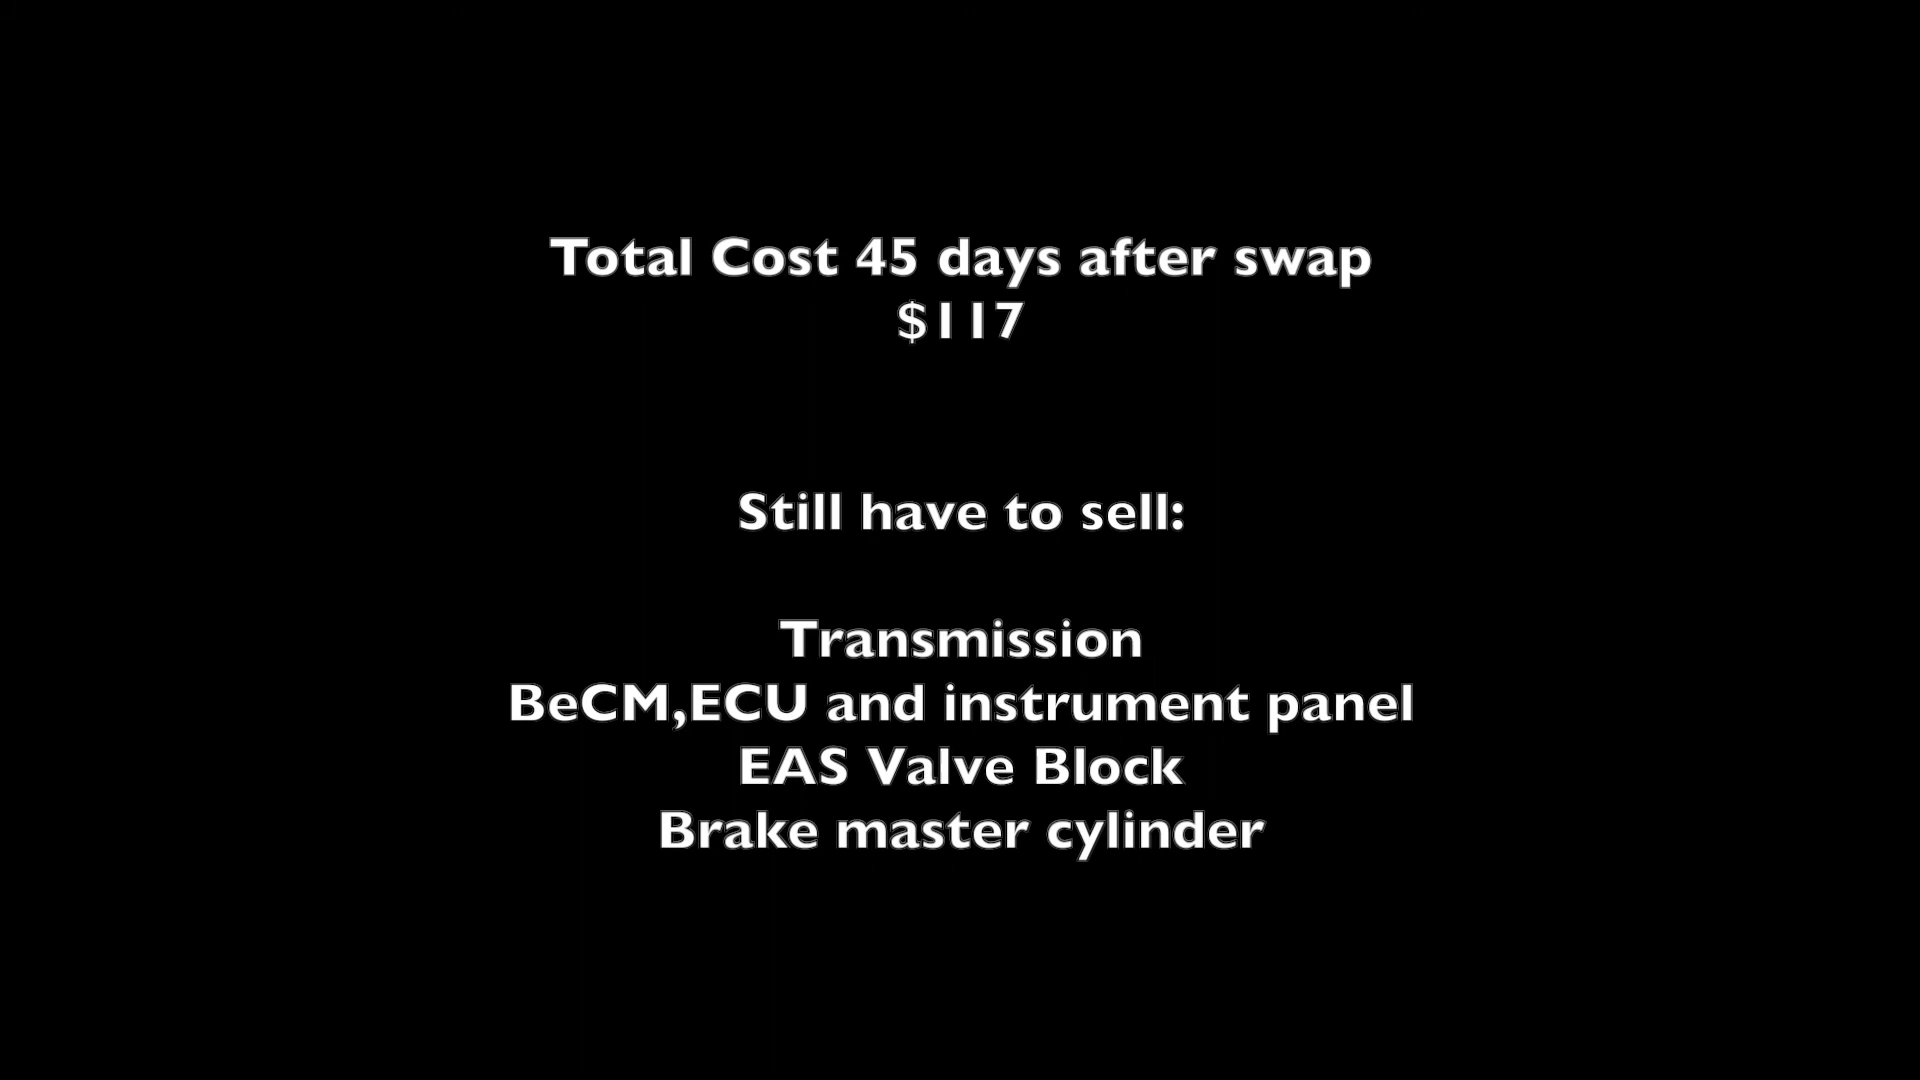 Total Cost 45 days after swap
$117
Still have to sell:
Transmission
BeCM,ECU and instrument panel
EAS Valve Block
Brake master cylinder